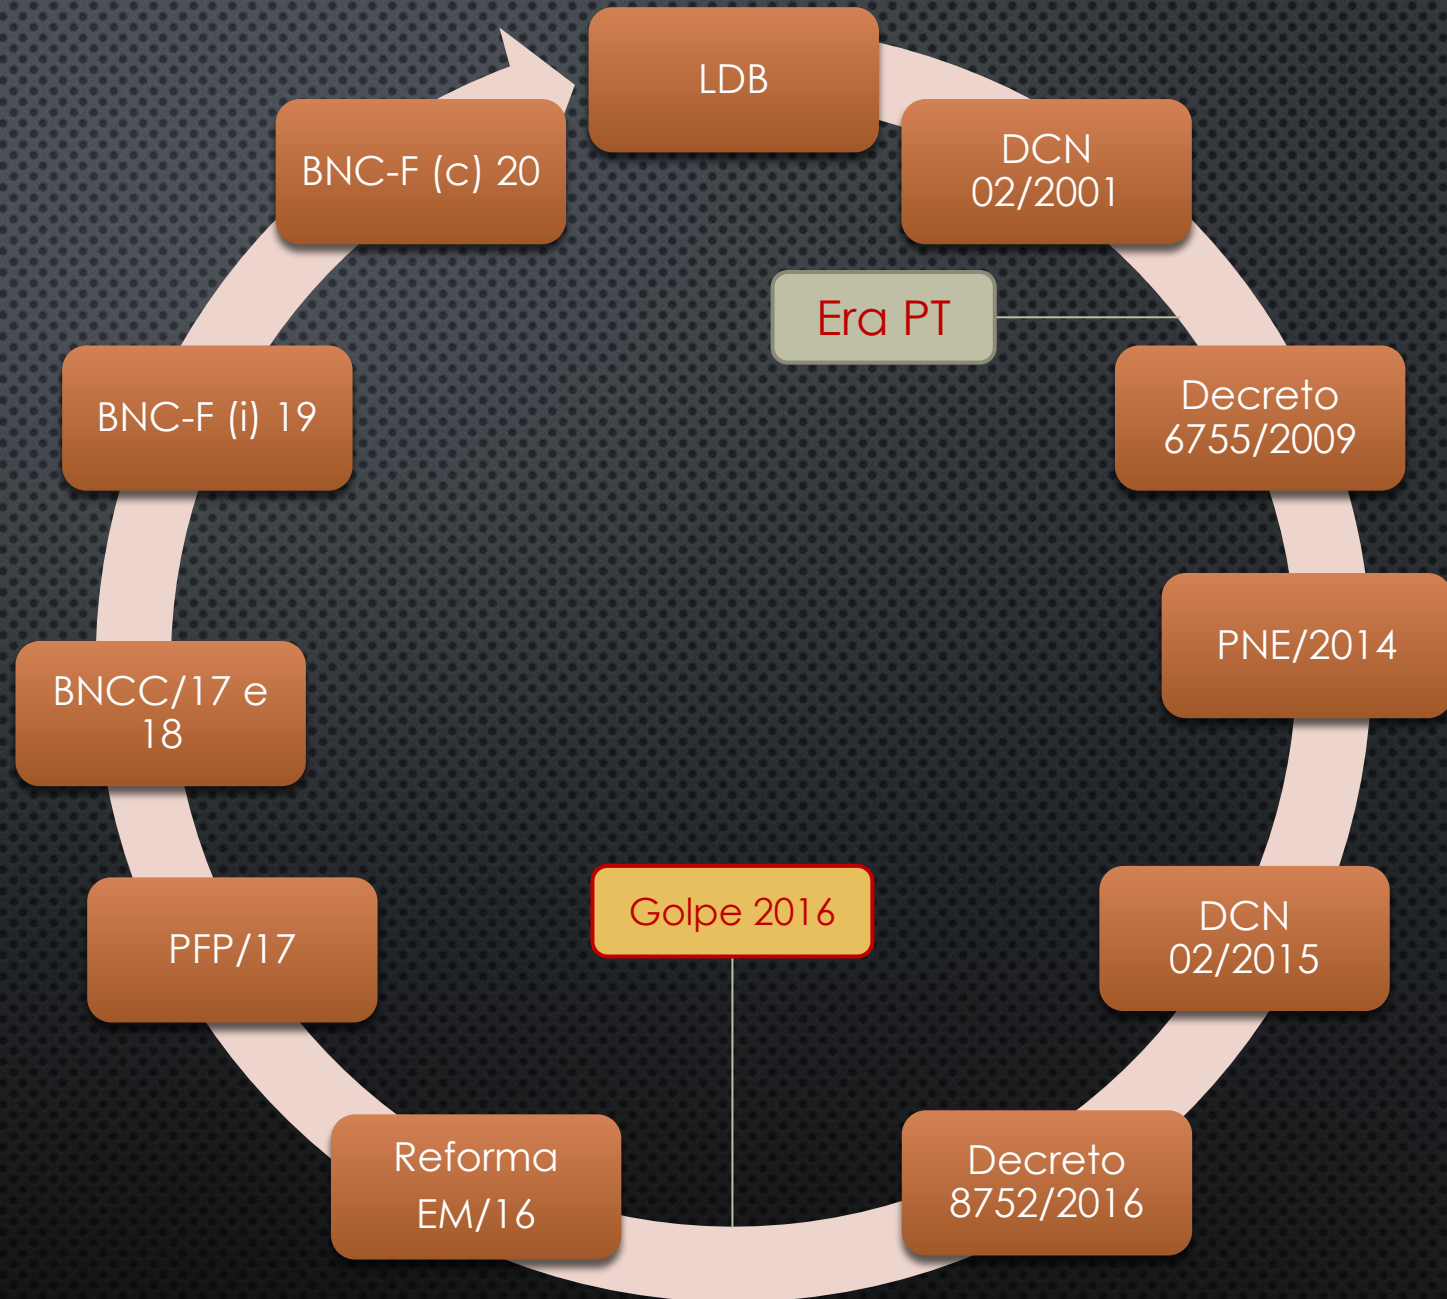 LDB
DCN
02/2001
Era PT
Decreto
6755/2009
PNE/2014
DCN
02/2015
Decreto
8752/2016
Golpe 2016
Reforma
EM/16
PFP/17
BNCC/17 e
18
BNC-F (i) 19
BNC-F (c) 20